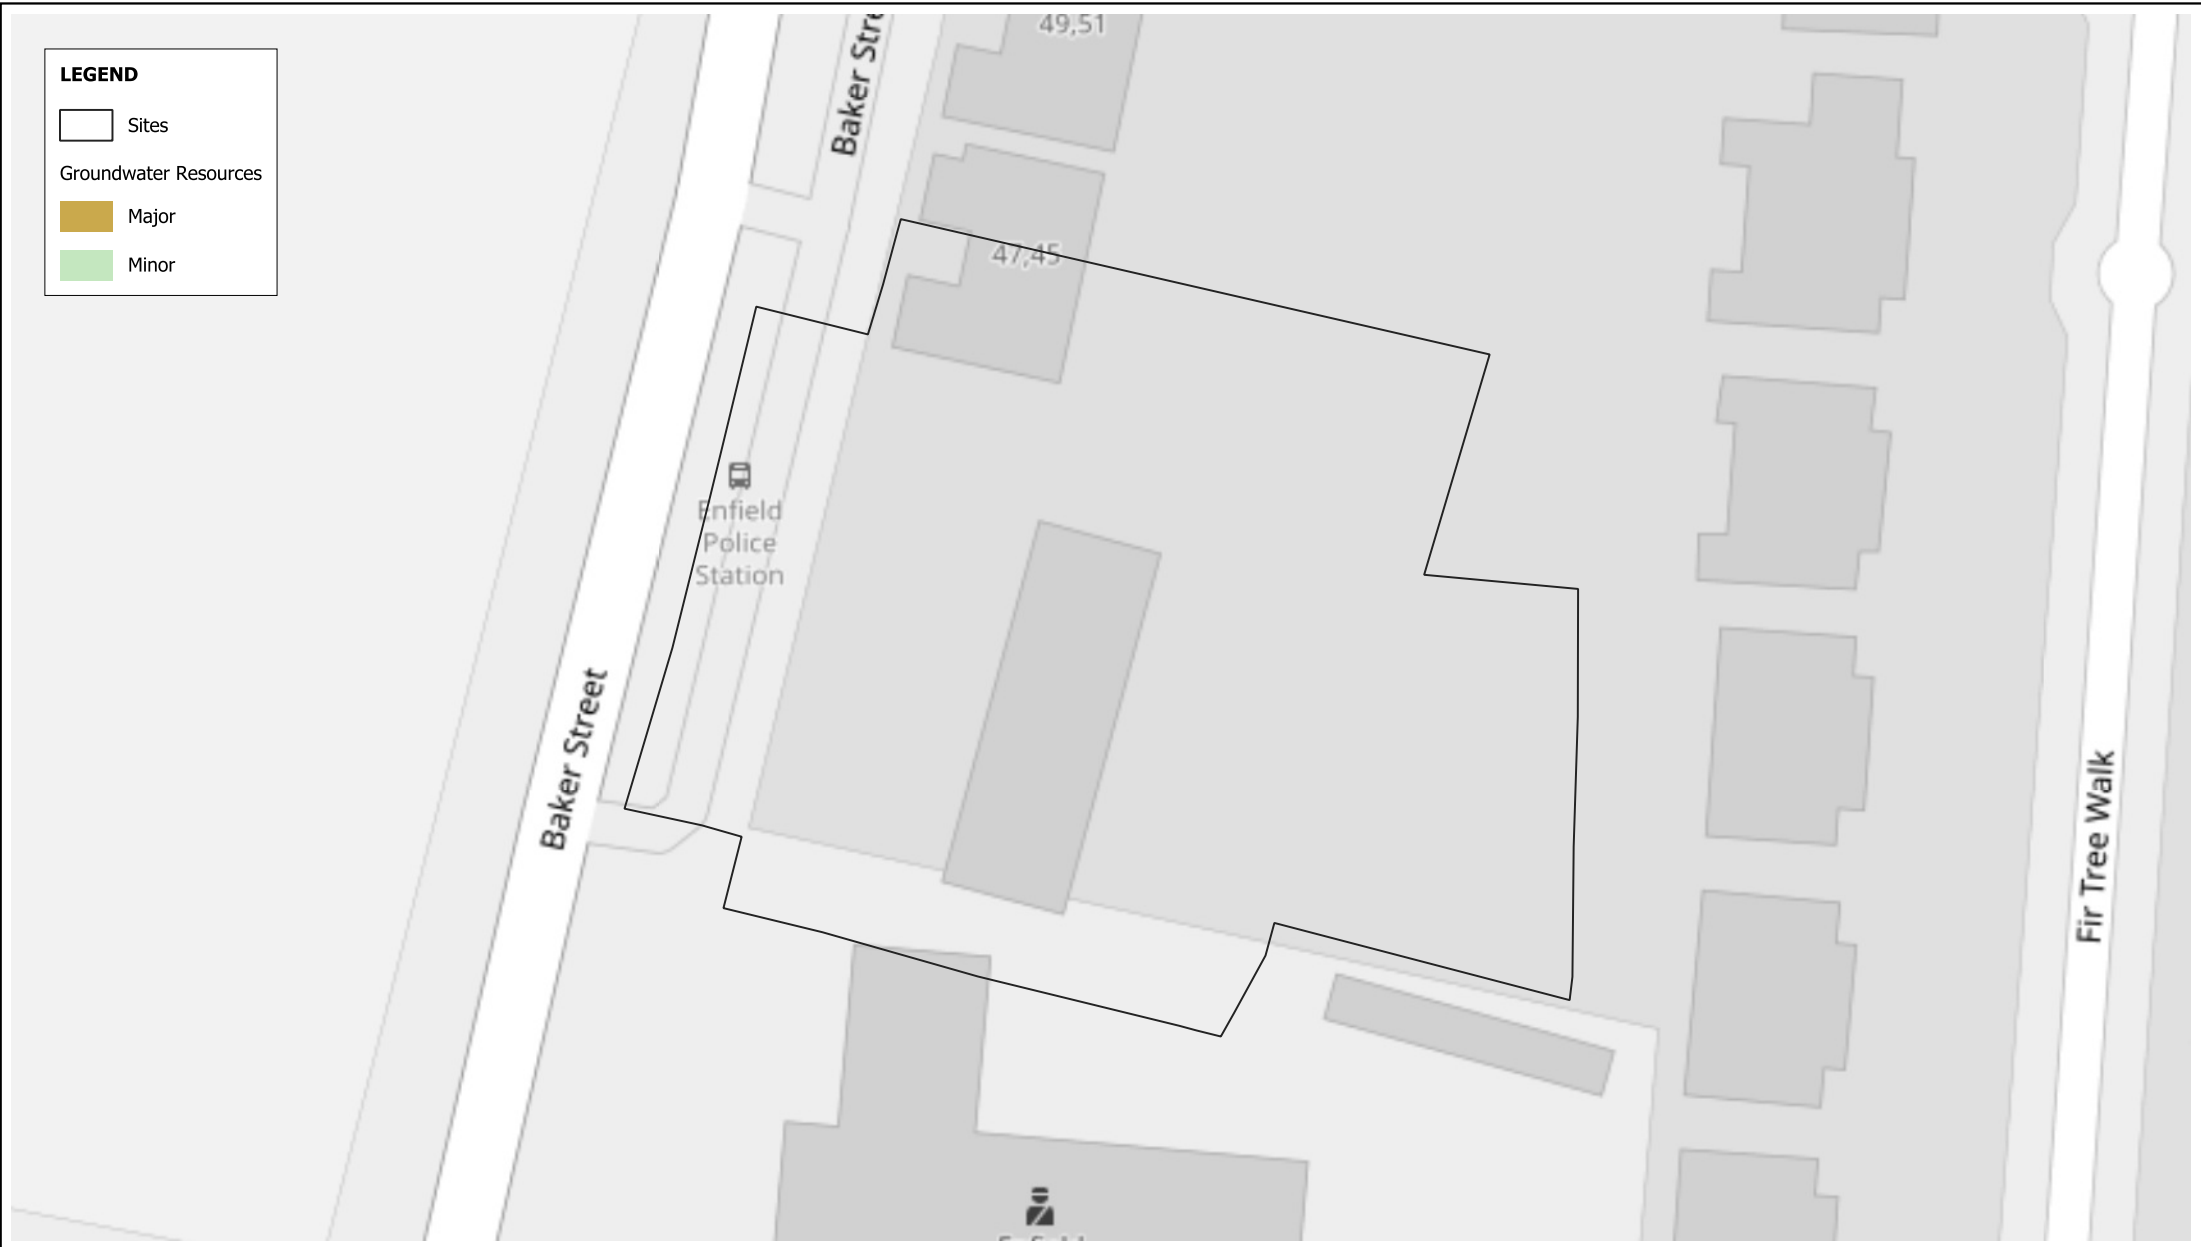 LEGEND
Sites
Groundwater Resources
Major
Minor
49,51
Baker Stre
47,45
Enfield
Police
Station
Baker Street
Fir Tree Walk